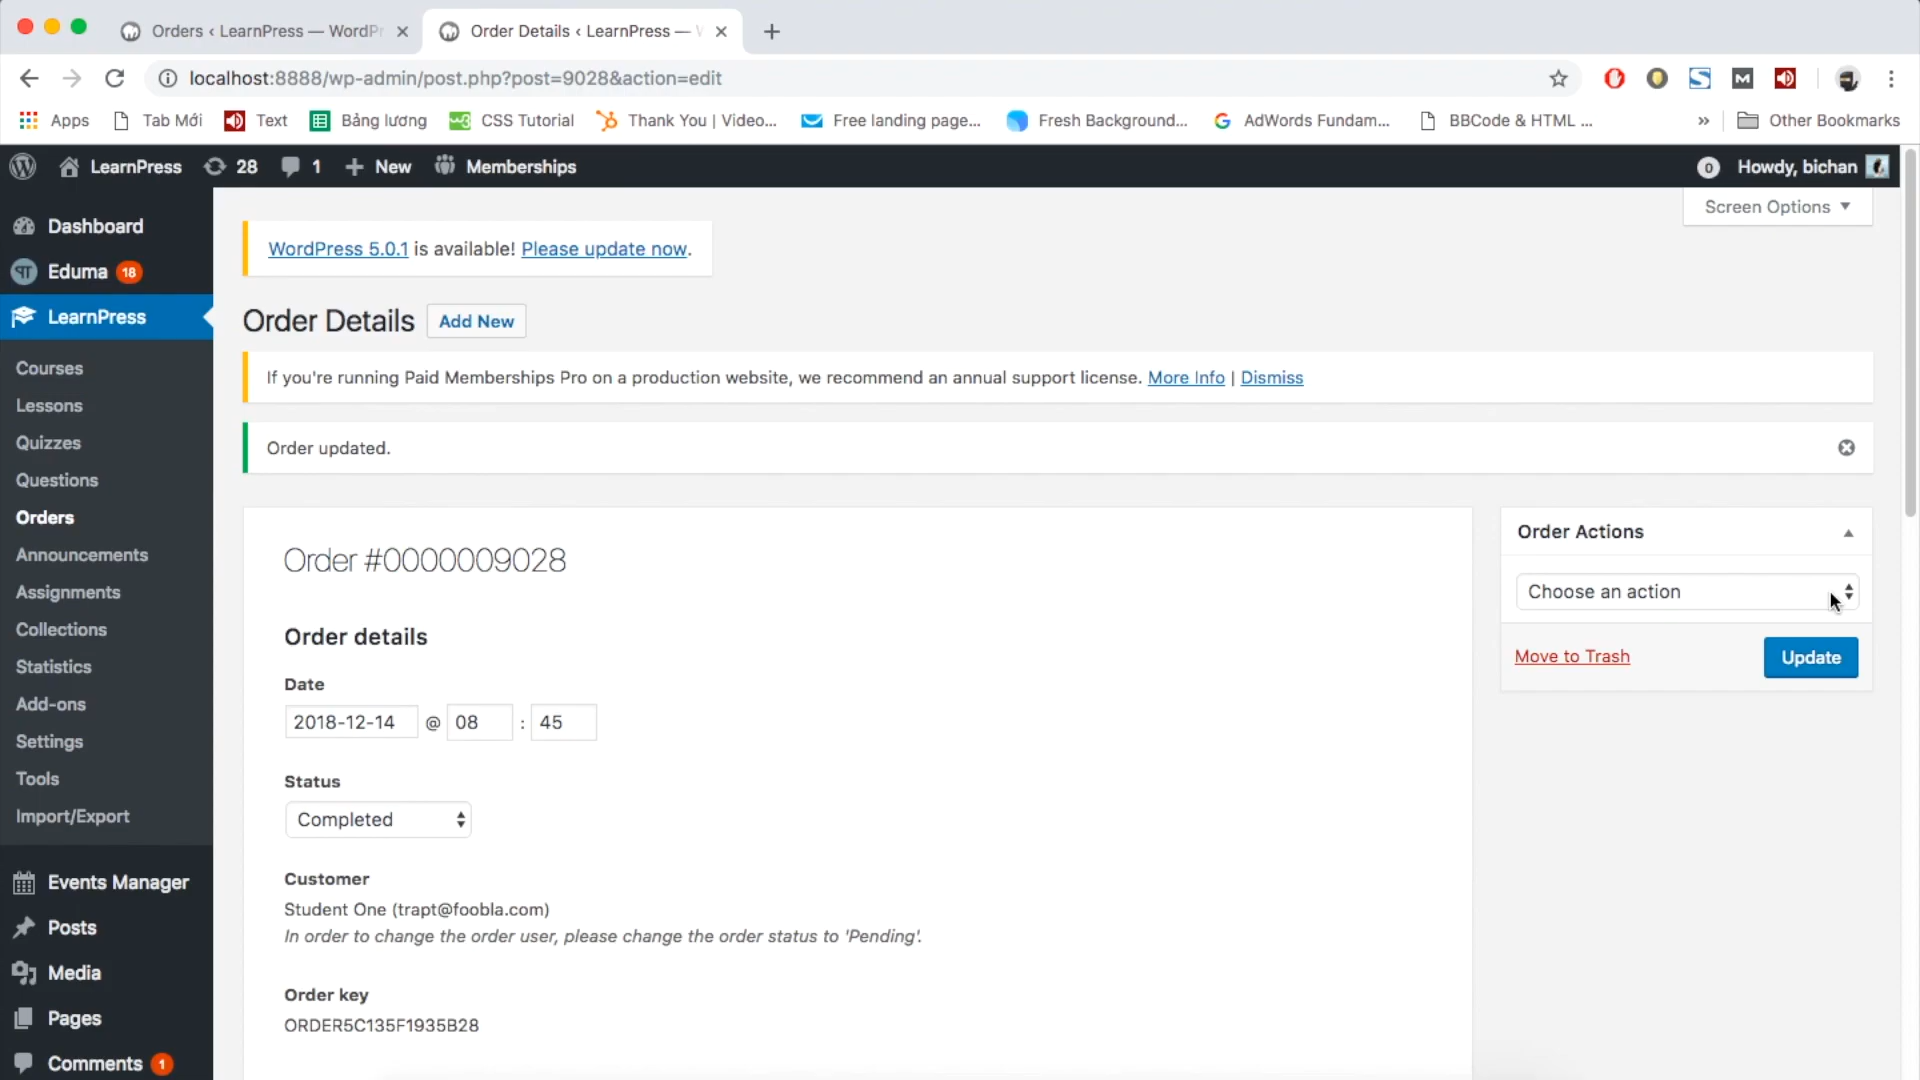 Orders ‹ LearnPress — WordPr
Order Details ‹ LearnPress — W
localhost:8888/wp-admin/post.php?post=9028&action=edit
Apps
Tab Mới
Text
Bảng lương
CSS Tutorial
Thank You | Video...
Free landing page...
Fresh Background...
AdWords Fundam...
BBCode & HTML ...
»
Other Bookmarks
LearnPress
28
1
New
Memberships
0
Howdy, bichan
Screen Options
Dashboard
Eduma 18
LearnPress
Courses
Lessons
Quizzes
Questions
Orders
Announcements
Assignments
Collections
Statistics
Add-ons
Settings
Tools
Import/Export
Events Manager
Posts
Media
Pages
Comments 1
WordPress 5.0.1 is available! Please update now.
Order Details
Add New
If you're running Paid Memberships Pro on a production website, we recommend an annual support license. More Info | Dismiss
Order updated.
Order #0000009028
Order details
Date
2018-12-14 @ 08 : 45
Status
Completed
Customer
Student One (trapt@foobla.com)
In order to change the order user, please change the order status to 'Pending'.
Order key
ORDER5C135F1935B28
Order Actions
Choose an action
Move to Trash
Update